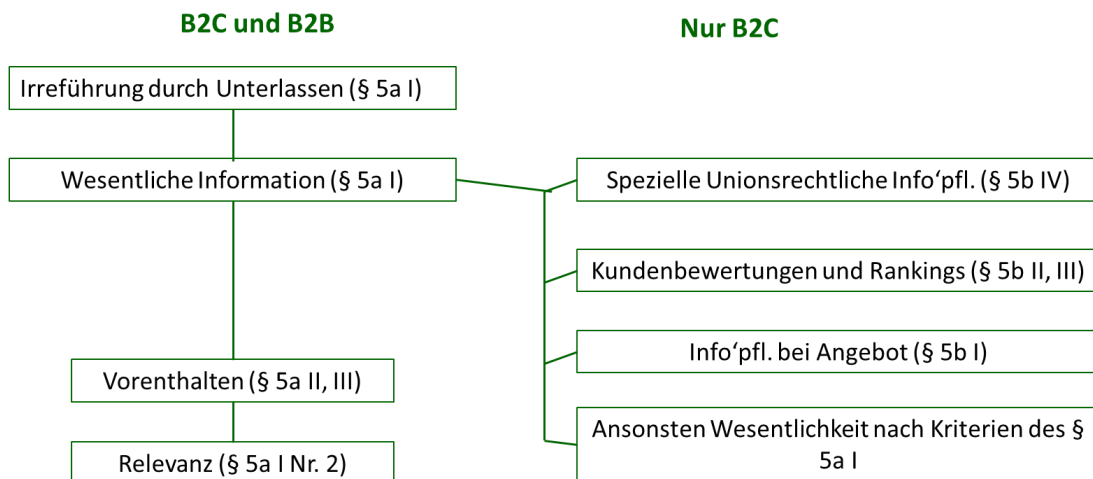 B2C und B2B
Nur B2C
Irreführung durch Unterlassen (§ 5a I)
Wesentliche Information (§ 5a I)
Spezielle Unionsrechtliche Info‘pfl. (§ 5b IV)
Kundenbewertungen und Rankings (§ 5b II, III)
Info‘pfl. bei Angebot (§ 5b I)
Vorenthalten (§ 5a II, III)
Ansonsten Wesentlichkeit nach Kriterien des §
5a I
Relevanz (§ 5a I Nr. 2)